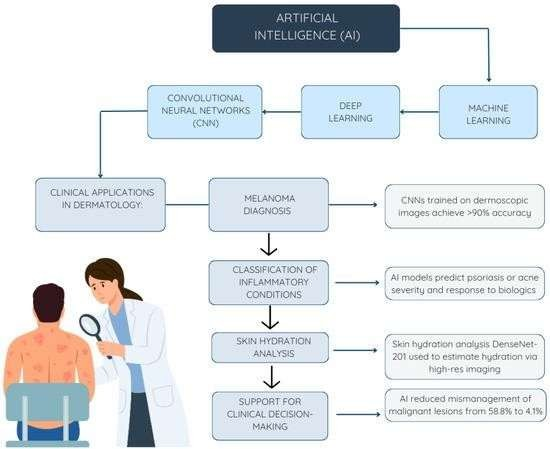 ARTIFICIAL
INTELLIGENCE (AI)
CONVOLUTIONAL
NEURAL NETWORKS
(CNN)
DEEP
LEARNING
MACHINE
LEARNING
CLINICAL APPLICATIONS
IN DERMATOLOGY:
MELANOMA
DIAGNOSIS
CNNs trained on dermoscopic
images achieve >90% accuracy
CLASSIFICATION OF
INFLAMMATORY
CONDITIONS
AI models predict psoriasis or acne
severity and response to biologics
SKIN HYDRATION
ANALYSIS
Skin hydration analysis DenseNet-
201 used to estimate hydration via
high-res imaging
SUPPORT FOR
CLINICAL DECISION-
MAKING
AI reduced mismanagement of
malignant lesions from 58.8% to 4.1%